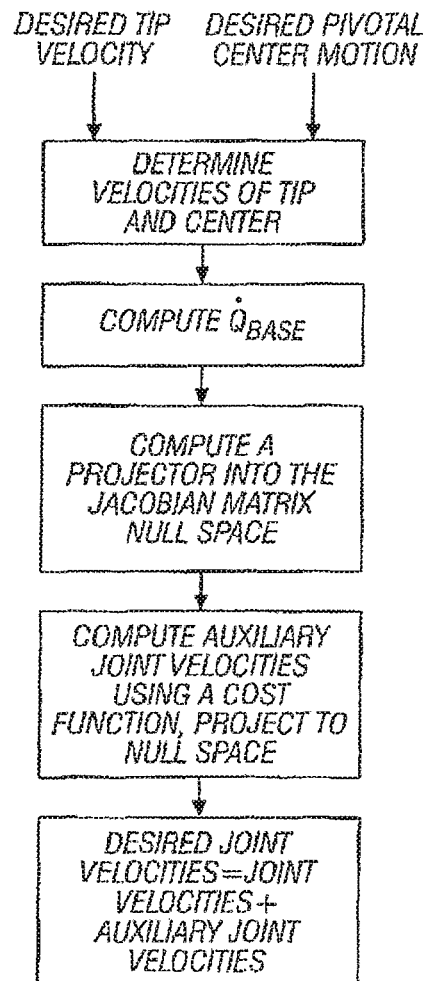 DESIRED TIP
VELOCITY
DESIRED PIVOTAL
CENTER MOTION
DETERMINE
VELOCITIES OF TIP
AND CENTER
COMPUTE Q̇BASE
COMPUTE A
PROJECTOR INTO THE
JACOBIAN MATRIX
NULL SPACE
COMPUTE AUXILIARY
JOINT VELOCITIES
USING A COST
FUNCTION, PROJECT TO
NULL SPACE
DESIRED JOINT
VELOCITIES=JOINT
VELOCITIES+
AUXILIARY JOINT
VELOCITIES